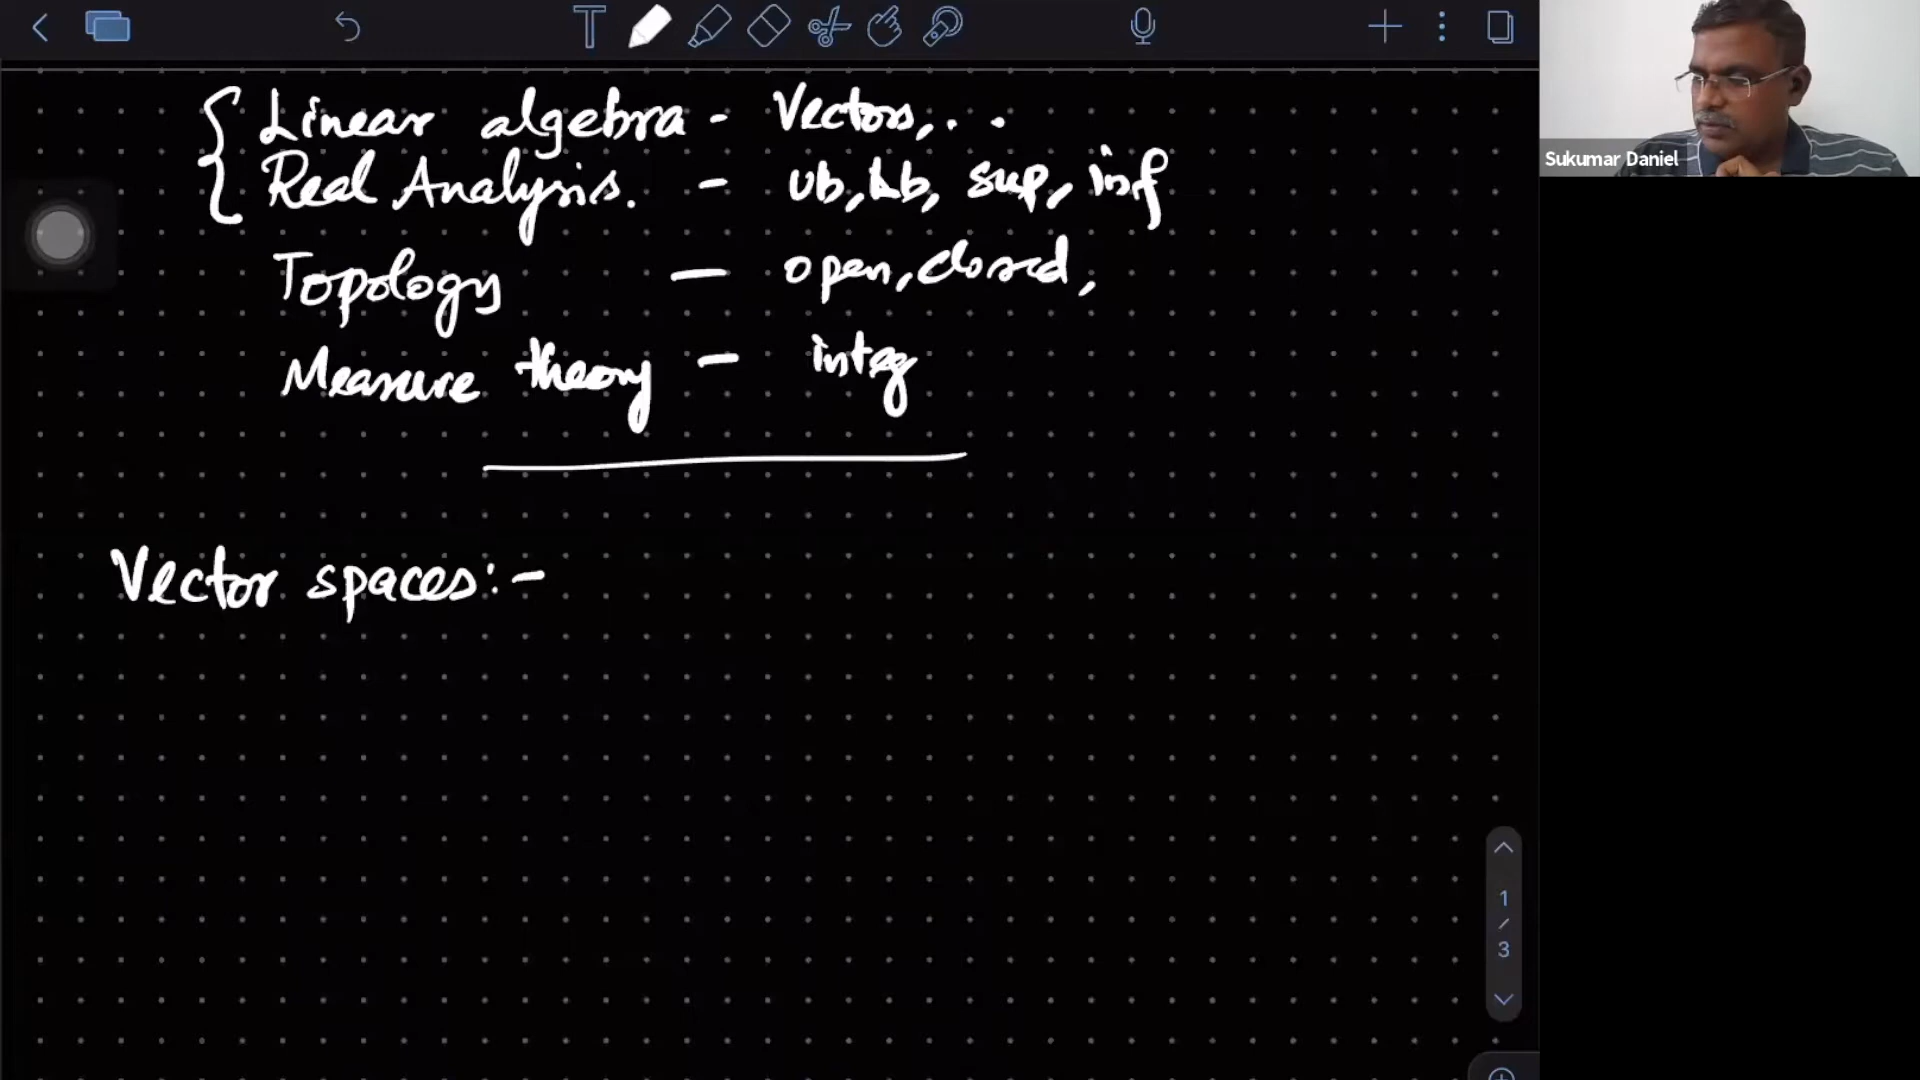 Linear algebra - Vectors, . .
Real Analysis. - ub, lb, sup, inf
Topology - open, closed,
Measure theory - integ
Vector spaces:-
Sukumar Daniel
1
/
3